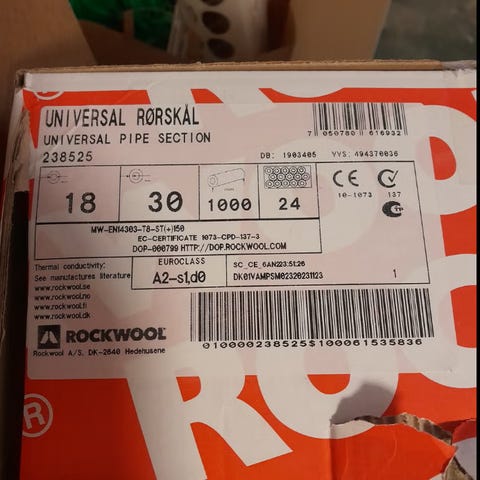 UNIVERSAL RØRSKÅL
UNIVERSAL PIPE SECTION
238525
7 050780 616932
DB: 1903405 VVS: 494370036
18 30 1000 24
CE
10-1073 137
MW-EN14303-T8-ST(+)150
EC-CERTIFICATE 1073-CPD-137-3
DOP-000799 HTTP://DOP.ROCKWOOL.COM
Thermal conductivity:
See manufactures literature
www.rockwool.se
www.rockwool.no
www.rockwool.fi
www.rockwool.dk
EUROCLASS
A2-s1,d0
SC_CE_6AN223:51:26
DK01VAMPSM02320231123 1
ROCKWOOL
Rockwool A/S, DK-2640 Hedehusene
010000238525$100061535836
®
®